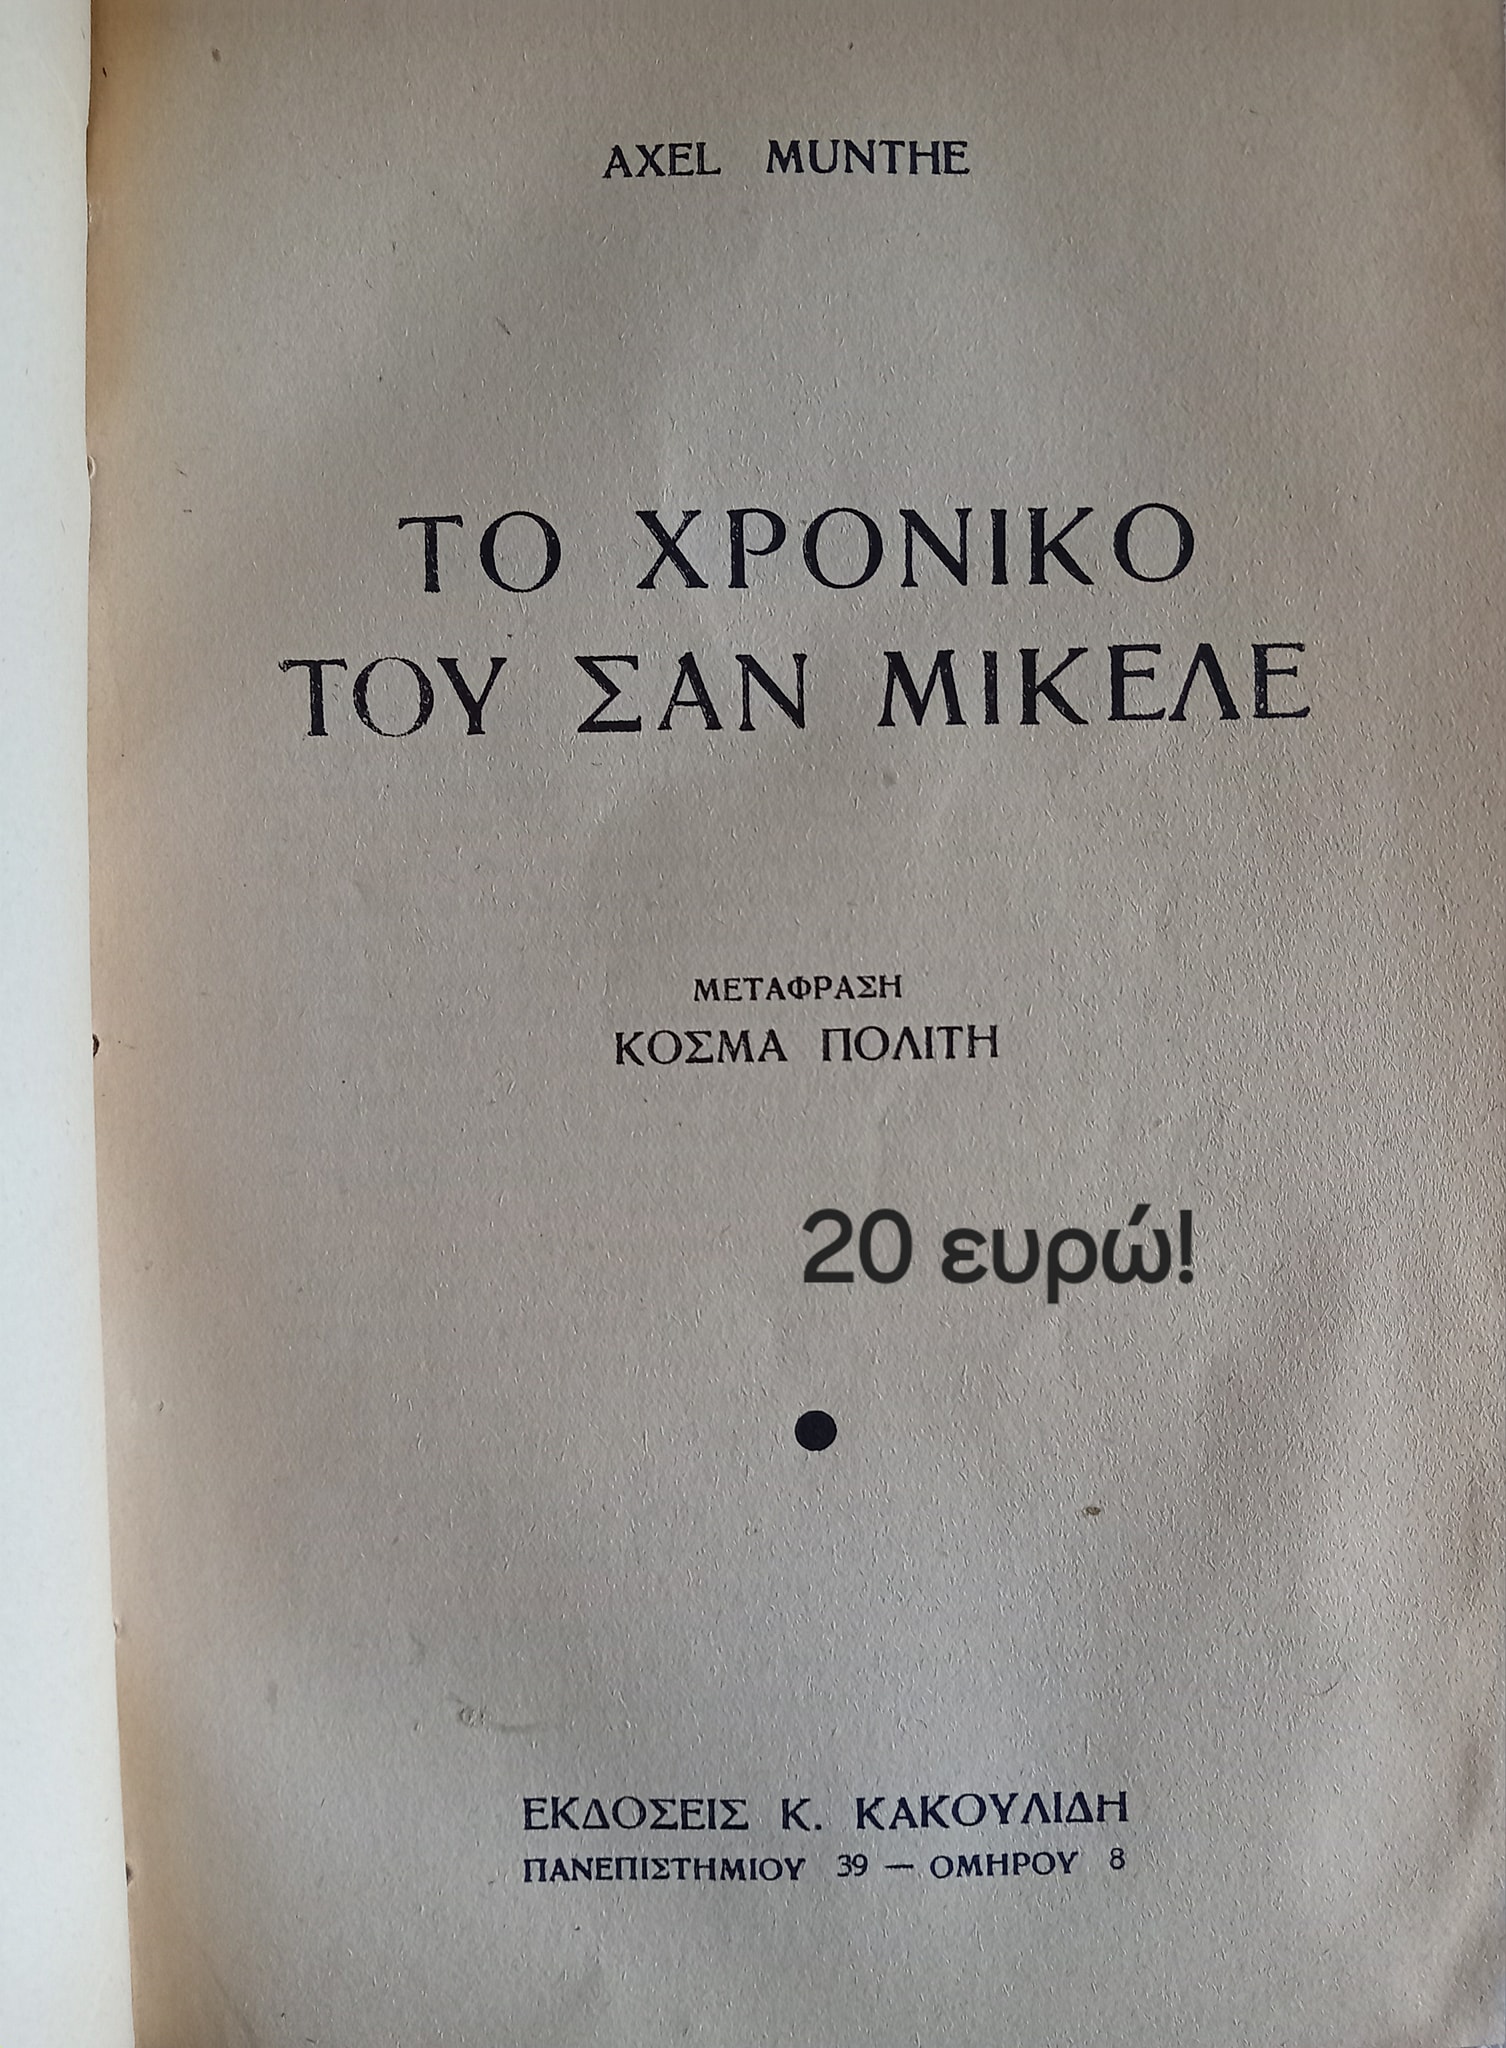 AXEL MUNTHE
ΤΟ ΧΡΟΝΙΚΟ
ΤΟΥ ΣΑΝ ΜΙΚΕΛΕ
ΜΕΤΑΦΡΑΣΗ
ΚΟΣΜΑ ΠΟΛΙΤΗ
20 ευρώ!
ΕΚΔΟΣΕΙΣ Κ. ΚΑΚΟΥΛΙΔΗ
ΠΑΝΕΠΙΣΤΗΜΙΟΥ 39 — ΟΜΗΡΟΥ 8